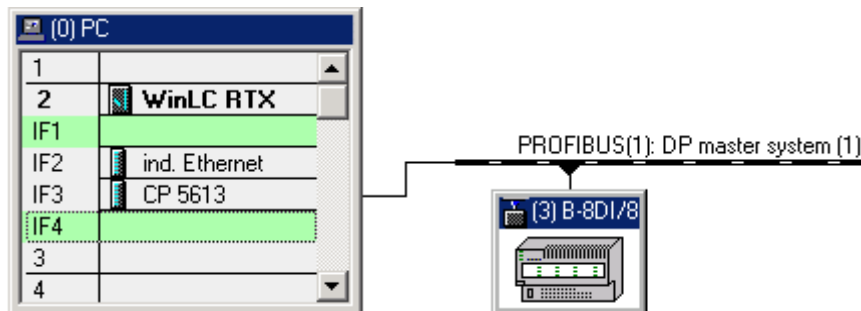 (0) PC
1
2 WinLC RTX
IF1
IF2 ind. Ethernet
IF3 CP 5613
IF4
3
4
PROFIBUS(1): DP master system (1)
(3) B-8DI/8